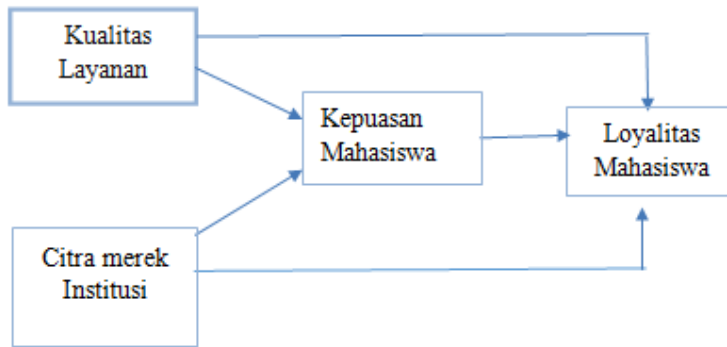 Kualitas
Layanan
Kepuasan
Mahasiswa
Loyalitas
Mahasiswa
Citra merek
Institusi